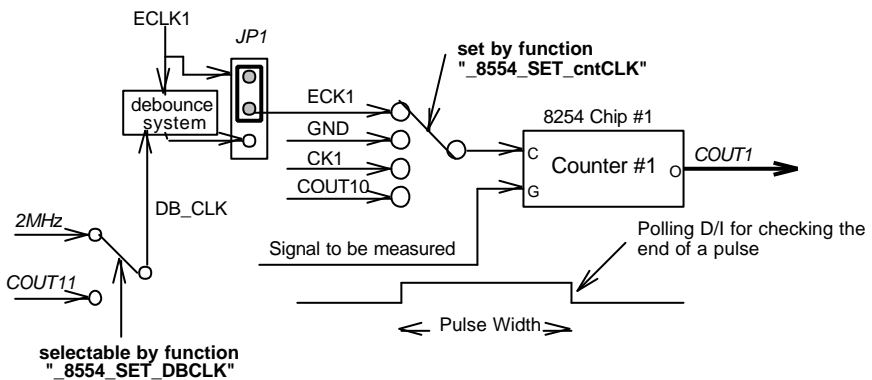 ECLK1
JP1
set by function
"_8554_SET_cntCLK"
debounce
system
ECK1
GND
CK1
COUT10
8254 Chip #1
C
G
Counter #1
O
COUT1
DB_CLK
2MHz
COUT11
Signal to be measured
Polling D/I for checking the
end of a pulse
Pulse Width
selectable by function
"_8554_SET_DBCLK"